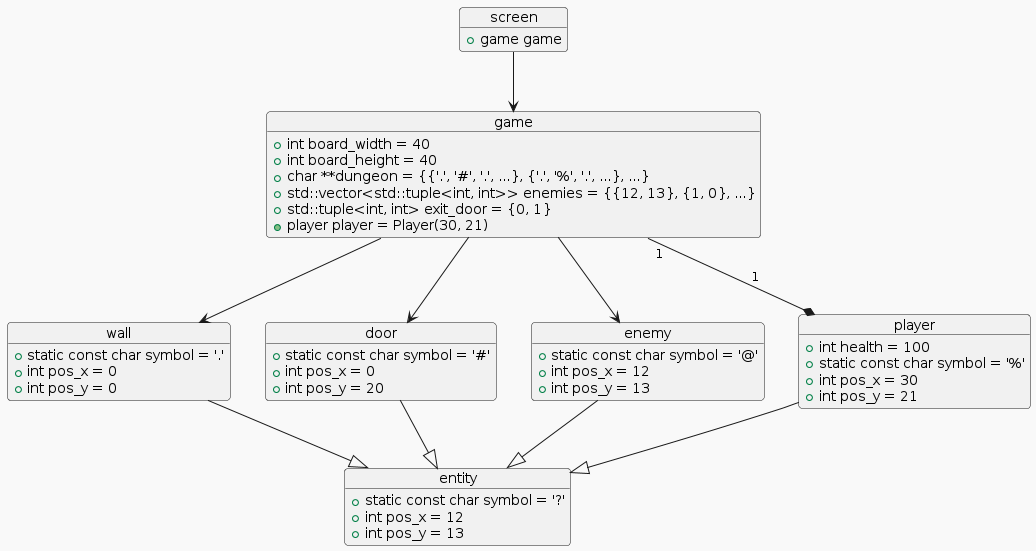 screen
game game
game
int board_width = 40
int board_height = 40
char **dungeon = {{'.', '#', '.', ...}, {'.', '%', '.', ...}, ...}
std::vector<std::tuple<int, int>> enemies = {{12, 13}, {1, 0}, ...}
std::tuple<int, int> exit_door = {0, 1}
player player = Player(30, 21)
1
1
wall
static const char symbol = '.'
int pos_x = 0
int pos_y = 0
door
static const char symbol = '#'
int pos_x = 0
int pos_y = 20
enemy
static const char symbol = '@'
int pos_x = 12
int pos_y = 13
player
int health = 100
static const char symbol = '%'
int pos_x = 30
int pos_y = 21
entity
static const char symbol = '?'
int pos_x = 12
int pos_y = 13